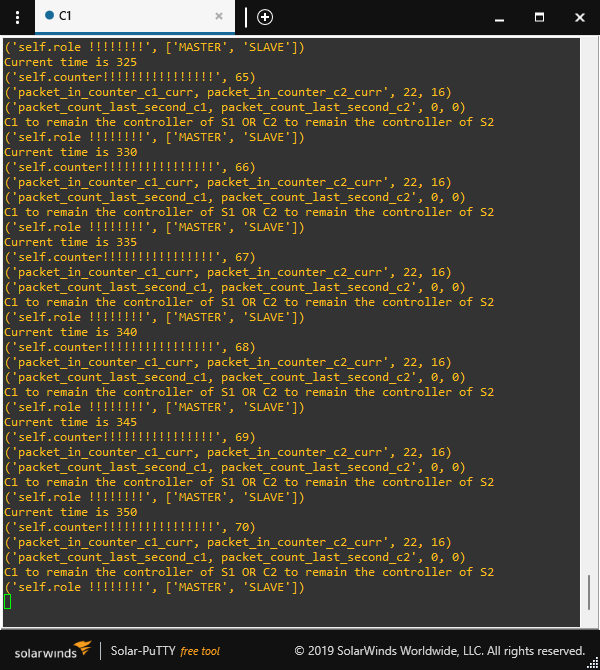 C1
('self.role !!!!!!!!', ['MASTER', 'SLAVE'])
Current time is 325
('self.counter!!!!!!!!!!!!!!!!', 65)
('packet_in_counter_c1_curr, packet_in_counter_c2_curr', 22, 16)
('packet_count_last_second_c1, packet_count_last_second_c2', 0, 0)
C1 to remain the controller of S1 OR C2 to remain the controller of S2
('self.role !!!!!!!!', ['MASTER', 'SLAVE'])
Current time is 330
('self.counter!!!!!!!!!!!!!!!!', 66)
('packet_in_counter_c1_curr, packet_in_counter_c2_curr', 22, 16)
('packet_count_last_second_c1, packet_count_last_second_c2', 0, 0)
C1 to remain the controller of S1 OR C2 to remain the controller of S2
('self.role !!!!!!!!', ['MASTER', 'SLAVE'])
Current time is 335
('self.counter!!!!!!!!!!!!!!!!', 67)
('packet_in_counter_c1_curr, packet_in_counter_c2_curr', 22, 16)
('packet_count_last_second_c1, packet_count_last_second_c2', 0, 0)
C1 to remain the controller of S1 OR C2 to remain the controller of S2
('self.role !!!!!!!!', ['MASTER', 'SLAVE'])
Current time is 340
('self.counter!!!!!!!!!!!!!!!!', 68)
('packet_in_counter_c1_curr, packet_in_counter_c2_curr', 22, 16)
('packet_count_last_second_c1, packet_count_last_second_c2', 0, 0)
C1 to remain the controller of S1 OR C2 to remain the controller of S2
('self.role !!!!!!!!', ['MASTER', 'SLAVE'])
Current time is 345
('self.counter!!!!!!!!!!!!!!!!', 69)
('packet_in_counter_c1_curr, packet_in_counter_c2_curr', 22, 16)
('packet_count_last_second_c1, packet_count_last_second_c2', 0, 0)
C1 to remain the controller of S1 OR C2 to remain the controller of S2
('self.role !!!!!!!!', ['MASTER', 'SLAVE'])
Current time is 350
('self.counter!!!!!!!!!!!!!!!!', 70)
('packet_in_counter_c1_curr, packet_in_counter_c2_curr', 22, 16)
('packet_count_last_second_c1, packet_count_last_second_c2', 0, 0)
C1 to remain the controller of S1 OR C2 to remain the controller of S2
('self.role !!!!!!!!', ['MASTER', 'SLAVE'])
solarwinds Solar-PuTTY free tool © 2019 SolarWinds Worldwide, LLC. All rights reserved.